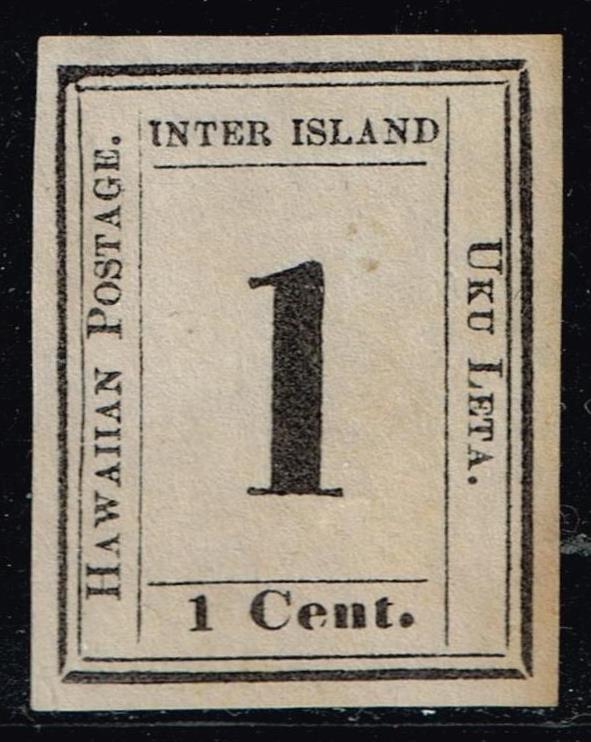 INTER ISLAND
HAWAIIAN POSTAGE.
1
UKU LETA.
1 Cent.